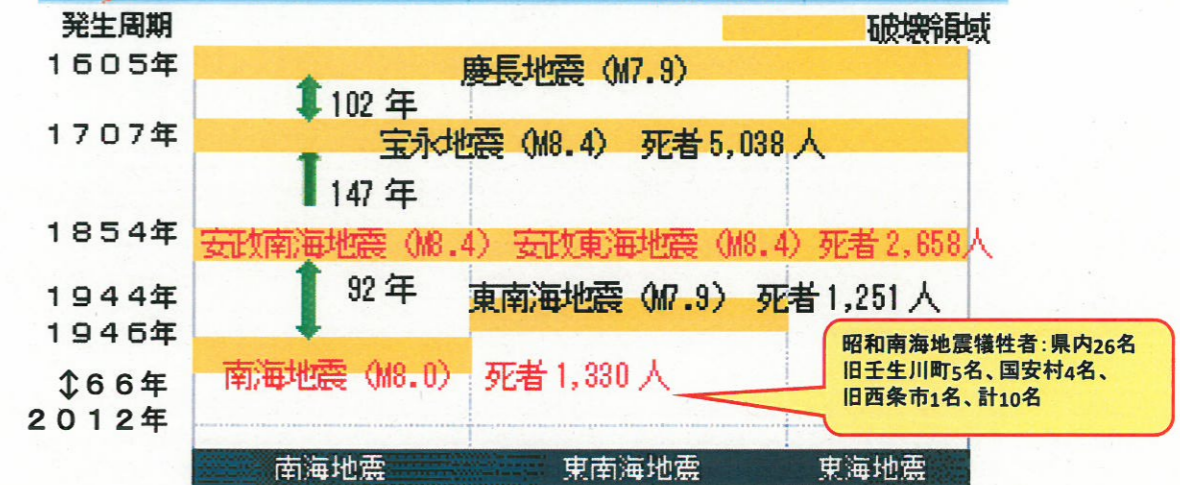 発生周期
破壊領域
1605年
慶長地震（M7.9）
102年
1707年
宝永地震（M8.4） 死者5,038人
147年
1854年
安政南海地震（M8.4） 安政東海地震（M8.4）死者2,658人
92年
1944年
東南海地震（M7.9） 死者1,251人
1946年
昭和南海地震犠牲者：県内26名
旧壬生川町5名、国安村4名、
旧西条市1名、計10名
南海地震（M8.0） 死者1,330人
↕66年
2012年
南海地震 東南海地震 東海地震